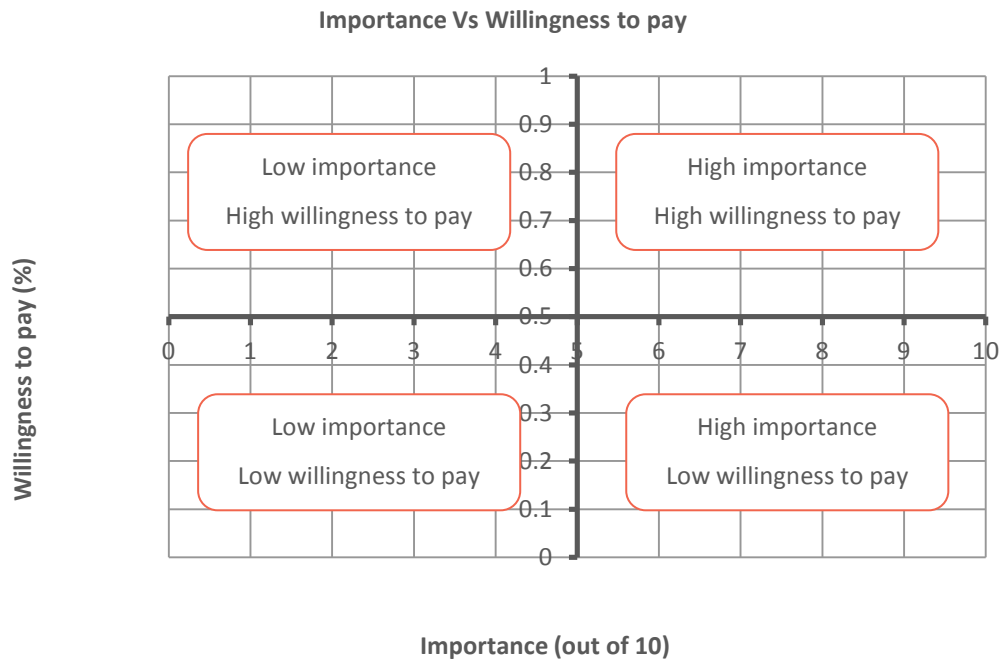 Importance Vs Willingness to pay
Willingness to pay (%)
1
0.9
0.8
0.7
0.6
0.5
0.4
0.3
0.2
0.1
0
Low importance
High willingness to pay
High importance
High willingness to pay
0 1 2 3 4 5 6 7 8 9 10
Low importance
Low willingness to pay
High importance
Low willingness to pay
Importance (out of 10)